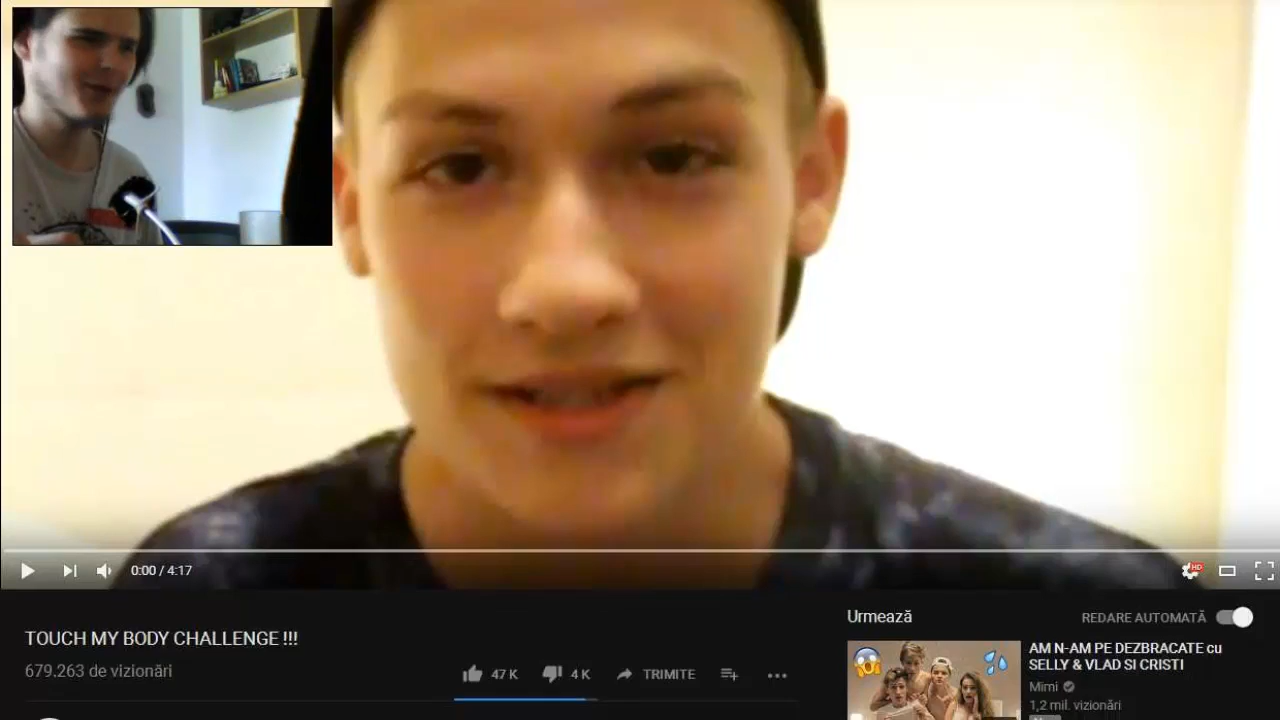 HD
0:00 / 4:17
TOUCH MY BODY CHALLENGE !!!
679.263 de vizionări
47 K
4 K
TRIMITE
Urmează
REDARE AUTOMATĂ
AM N-AM PE DEZBRACATE cu
SELLY & VLAD SI CRISTI
Mimi
1,2 mil. vizionări